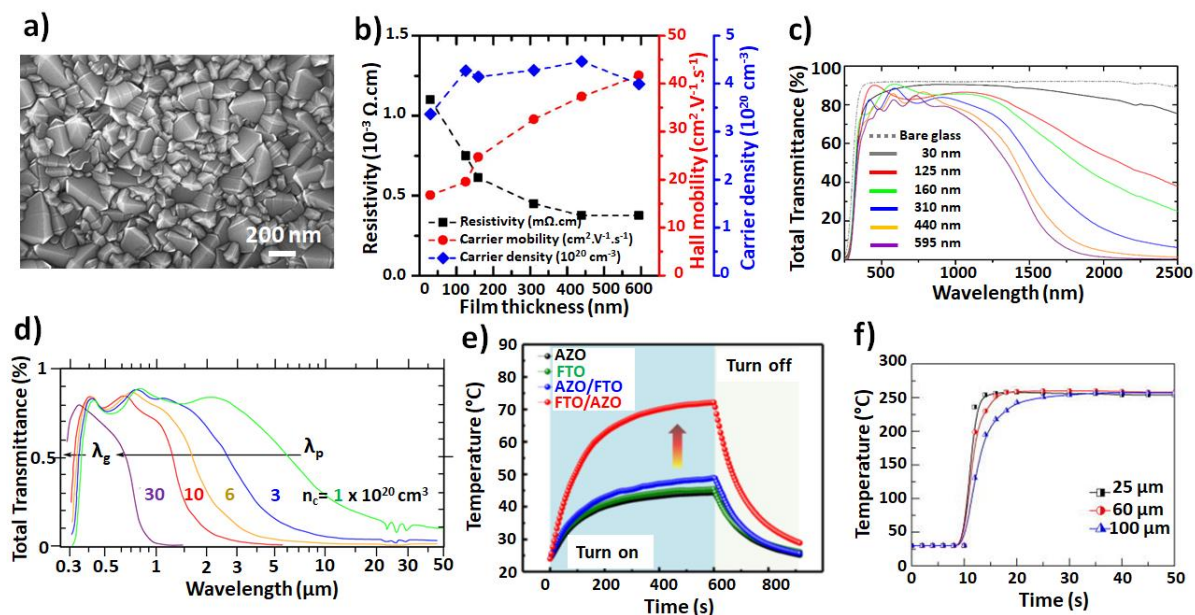 a)
200 nm
b)
Resistivity (10⁻³ Ω.cm)
1.5
1.0
0.5
0.0
0 100 200 300 400 500 600
Film thickness (nm)
50
40
30
20
10
0
Hall mobility (cm².V⁻¹.s⁻¹)
5
4
3
2
1
0
Carrier density (10²⁰ cm⁻³)
Resistivity (mΩ.cm)
Carrier mobility (cm².V⁻¹.s⁻¹)
Carrier density (10²⁰ cm⁻³)
c)
Total Transmittance (%)
100
80
60
40
20
0
Bare glass
30 nm
125 nm
160 nm
310 nm
440 nm
595 nm
500 1000 1500 2000 2500
Wavelength (nm)
d)
Total Transmittance (%)
1
0.5
0
λg
λp
30 10 6 3 nc= 1 x 10²⁰ cm³
0.3 0.5 1 2 5 10 20 50
Wavelength (µm)
e)
Temperature (°C)
90
80
70
60
50
40
30
20
AZO
FTO
AZO/FTO
FTO/AZO
Turn off
Turn on
0 200 400 600 800
Time (s)
f)
Temperature (°C)
300
250
200
150
100
50
0
25 µm
60 µm
100 µm
0 10 20 30 40 50
Time (s)